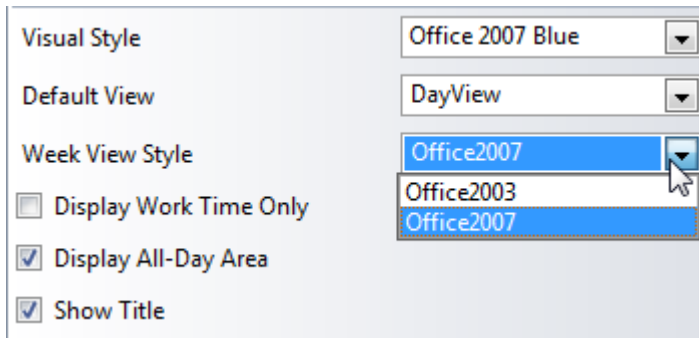 Visual Style Office 2007 Blue
Default View DayView
Week View Style Office2007
Office2003
Display Work Time Only
Office2007
Display All-Day Area
Show Title